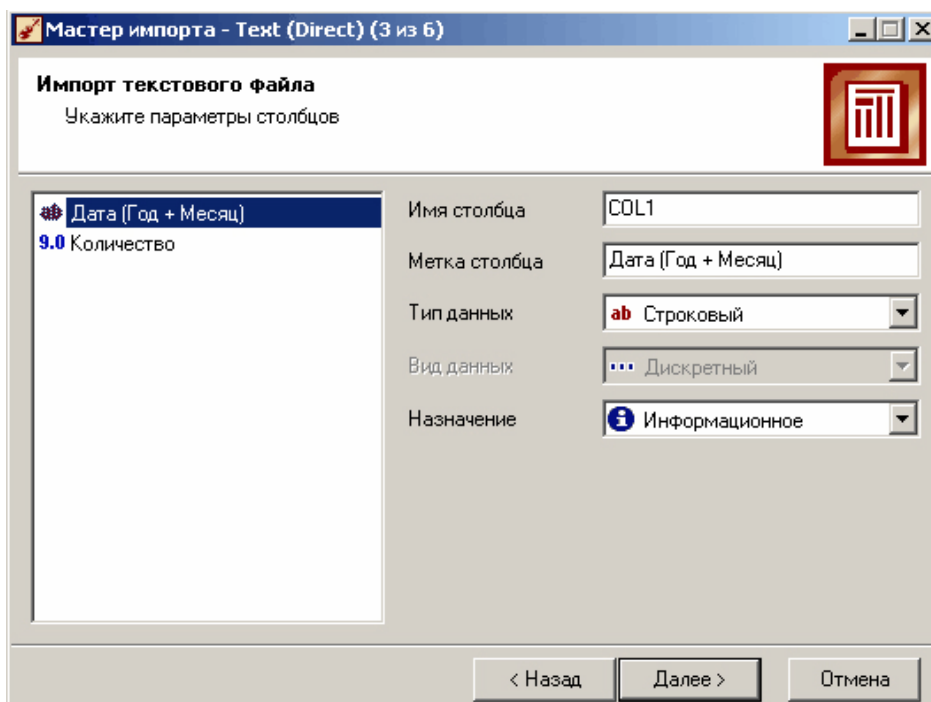 Мастер импорта - Text (Direct) (3 из 6)
Импорт текстового файла
Укажите параметры столбцов
ab Дата (Год + Месяц)
9.0 Количество
Имя столбца COL1
Метка столбца Дата (Год + Месяц)
Тип данных ab Строковый
Вид данных Дискретный
Назначение i Информационное
< Назад Далее > Отмена